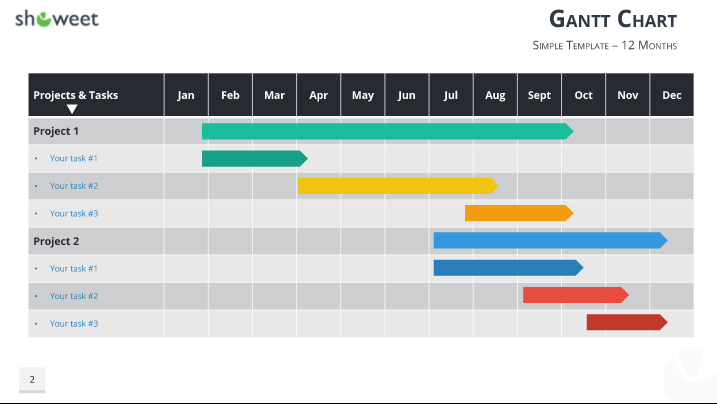 showeet
GANTT CHART
SIMPLE TEMPLATE – 12 MONTHS
Projects & Tasks Jan Feb Mar Apr May Jun Jul Aug Sept Oct Nov Dec
Project 1
• Your task #1
• Your task #2
• Your task #3
Project 2
• Your task #1
• Your task #2
• Your task #3
2